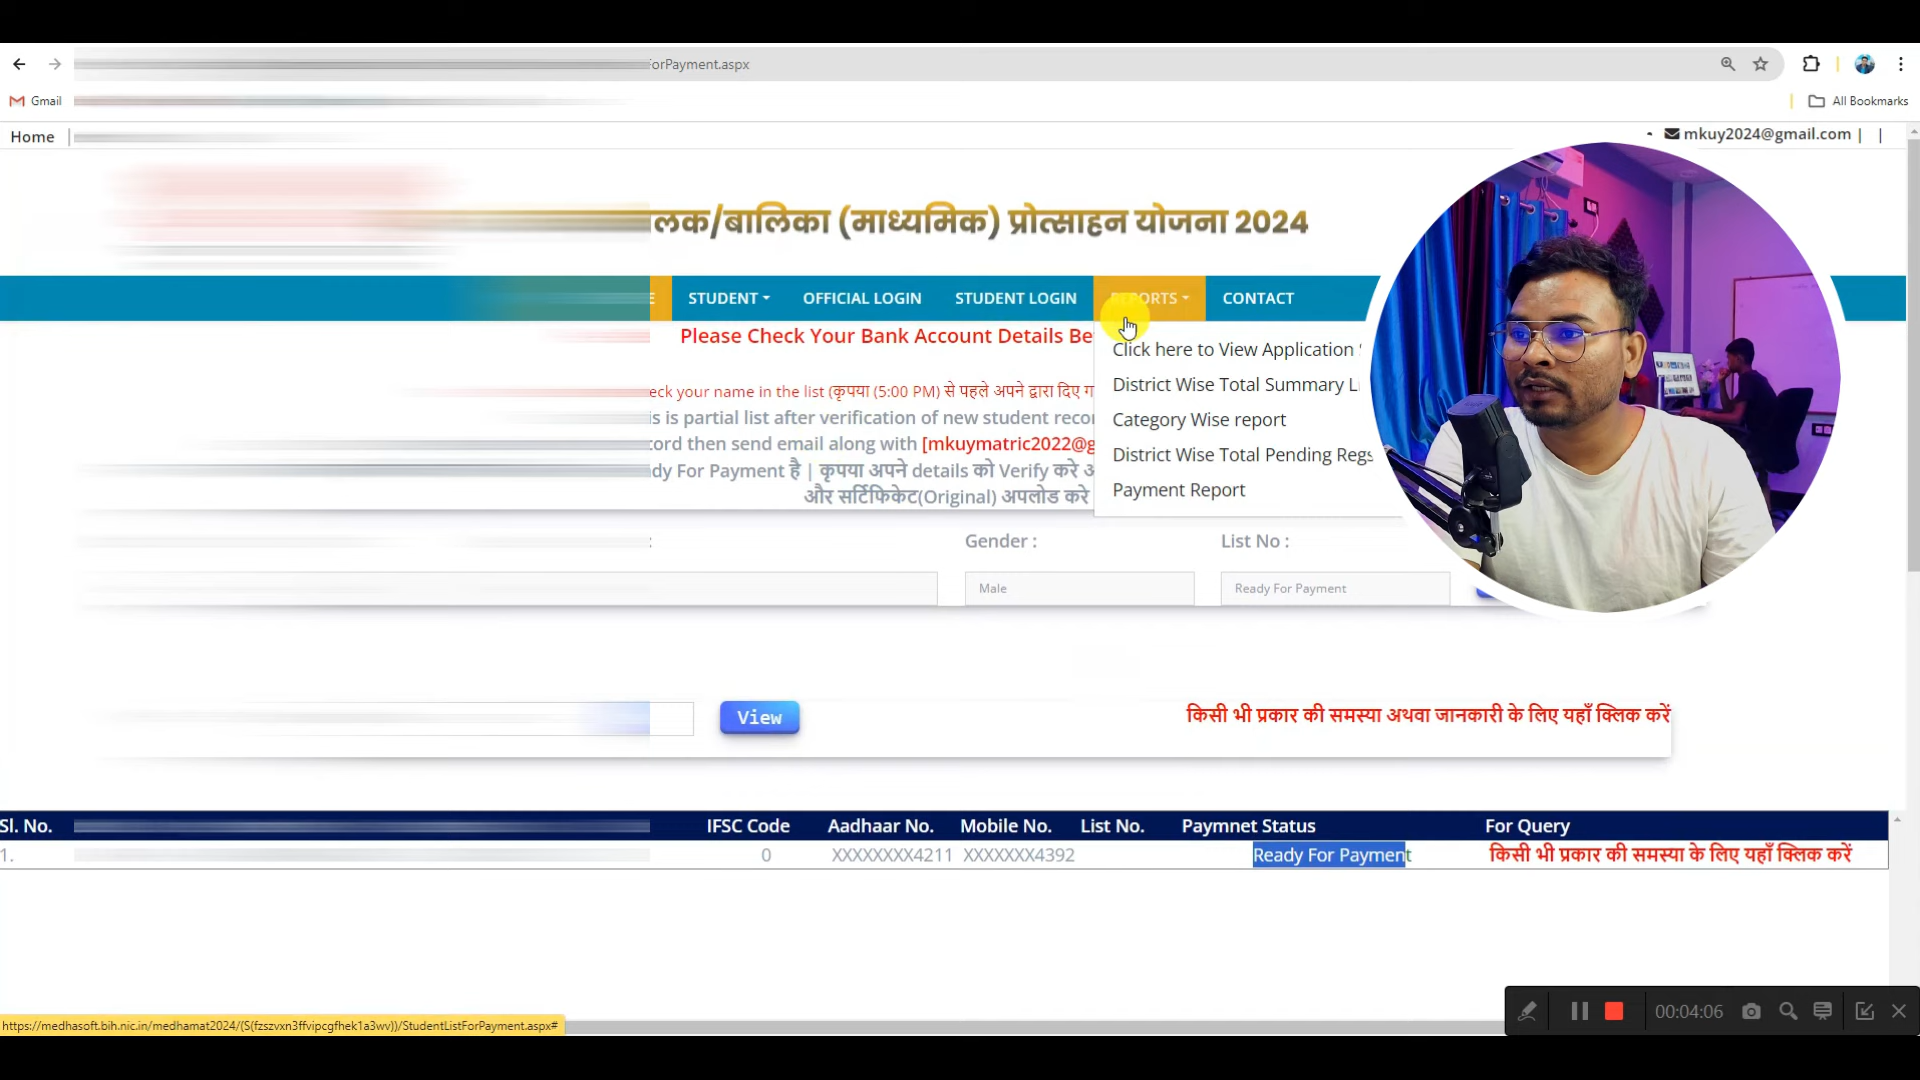 orPayment.aspx
Gmail
All Bookmarks
Home |
mkuy2024@gmail.com | |
लक/बालिका (माध्यमिक) प्रोत्साहन योजना 2024
STUDENT OFFICIAL LOGIN STUDENT LOGIN REPORTS CONTACT
Please Check Your Bank Account Details Be
Click here to View Application
District Wise Total Summary Li
Category Wise report
District Wise Total Pending Regs
Payment Report
eck your name in the list (कृपया (5:00 PM) से पहले अपने द्वारा दिए ग
is is partial list after verification of new student recor
ord then send email along with [mkuymatric2022@g
dy For Payment है | कृपया अपने details को Verify करे अ
और सर्टिफिकेट(Original) अपलोड करे
Gender : List No :
Male Ready For Payment
View
किसी भी प्रकार की समस्या अथवा जानकारी के लिए यहाँ क्लिक करें
Sl. No. IFSC Code Aadhaar No. Mobile No. List No. Paymnet Status For Query
1. 0 XXXXXXXX4211 XXXXXXX4392 Ready For Payment किसी भी प्रकार की समस्या के लिए यहाँ क्लिक करें
https://medhasoft.bih.nic.in/medhamat2024/(S(fzszvxn3ffvipcgfhek1a3wv))/StudentListForPayment.aspx#
00:04:06